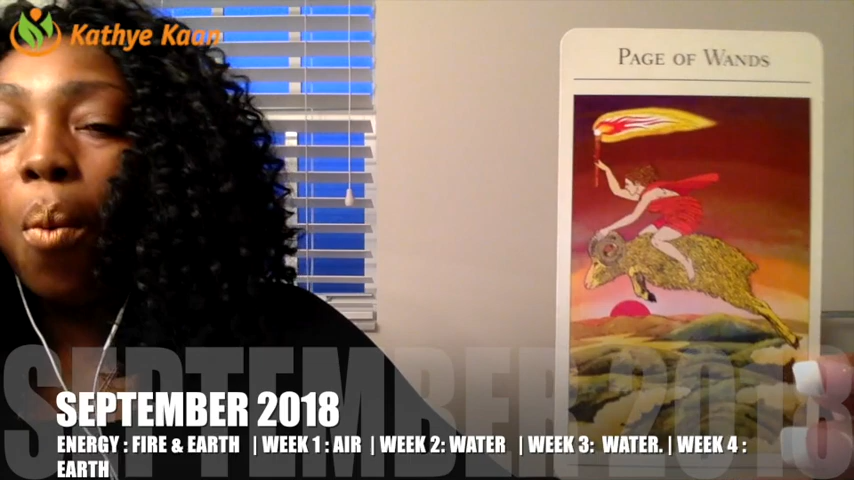 Kathye Kaan
PAGE OF WANDS
SEPTEMBER 2018
SEPTEMBER 2018
ENERGY : FIRE & EARTH | WEEK 1 : AIR | WEEK 2: WATER | WEEK 3: WATER. | WEEK 4 :
EARTH